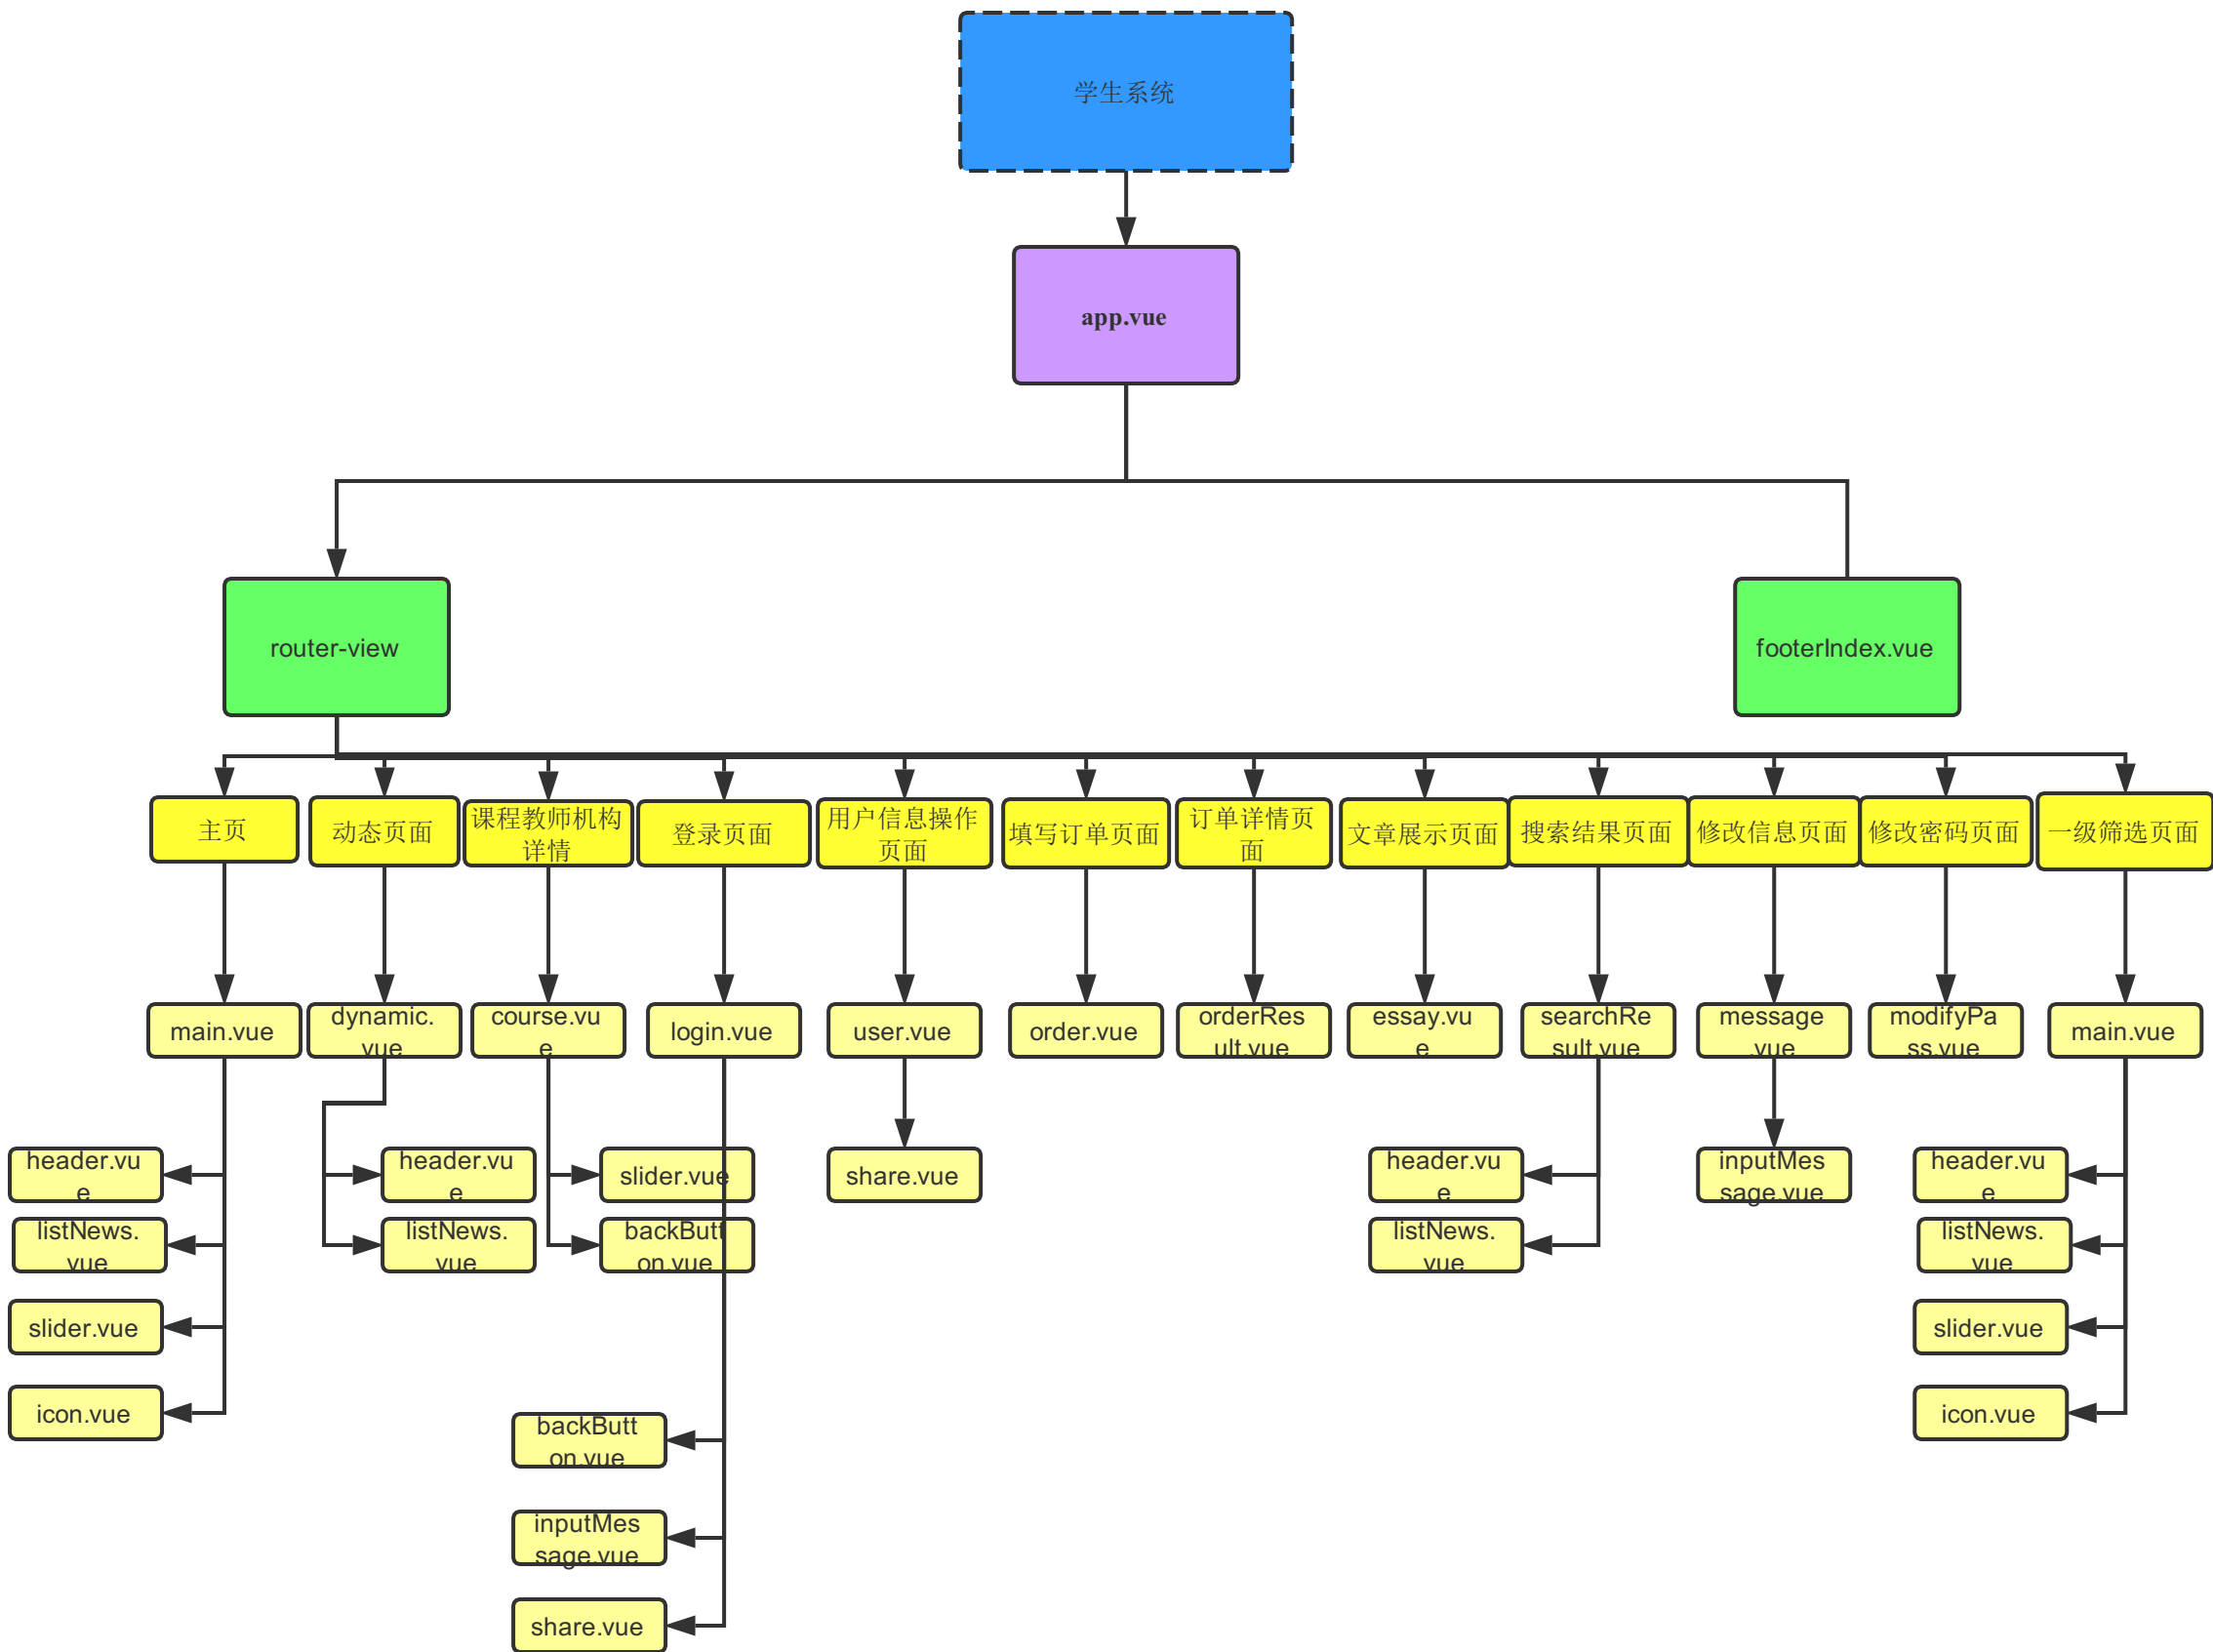 学生系统
app.vue
router-view
footerIndex.vue
主页
动态页面
课程教师机构
详情
登录页面
用户信息操作
页面
填写订单页面
订单详情页
面
文章展示页面
搜索结果页面
修改信息页面
修改密码页面
一级筛选页面
main.vue
dynamic.
vue
course.vu
e
login.vue
user.vue
order.vue
orderRes
ult.vue
essay.vu
e
searchRe
sult.vue
message
.vue
modifyPa
ss.vue
main.vue
header.vu
e
header.vu
e
slider.vue
share.vue
header.vu
e
inputMes
sage.vue
header.vu
e
listNews.
vue
listNews.
vue
backButt
on.vue
listNews.
vue
listNews.
vue
slider.vue
slider.vue
icon.vue
icon.vue
backButt
on.vue
inputMes
sage.vue
share.vue